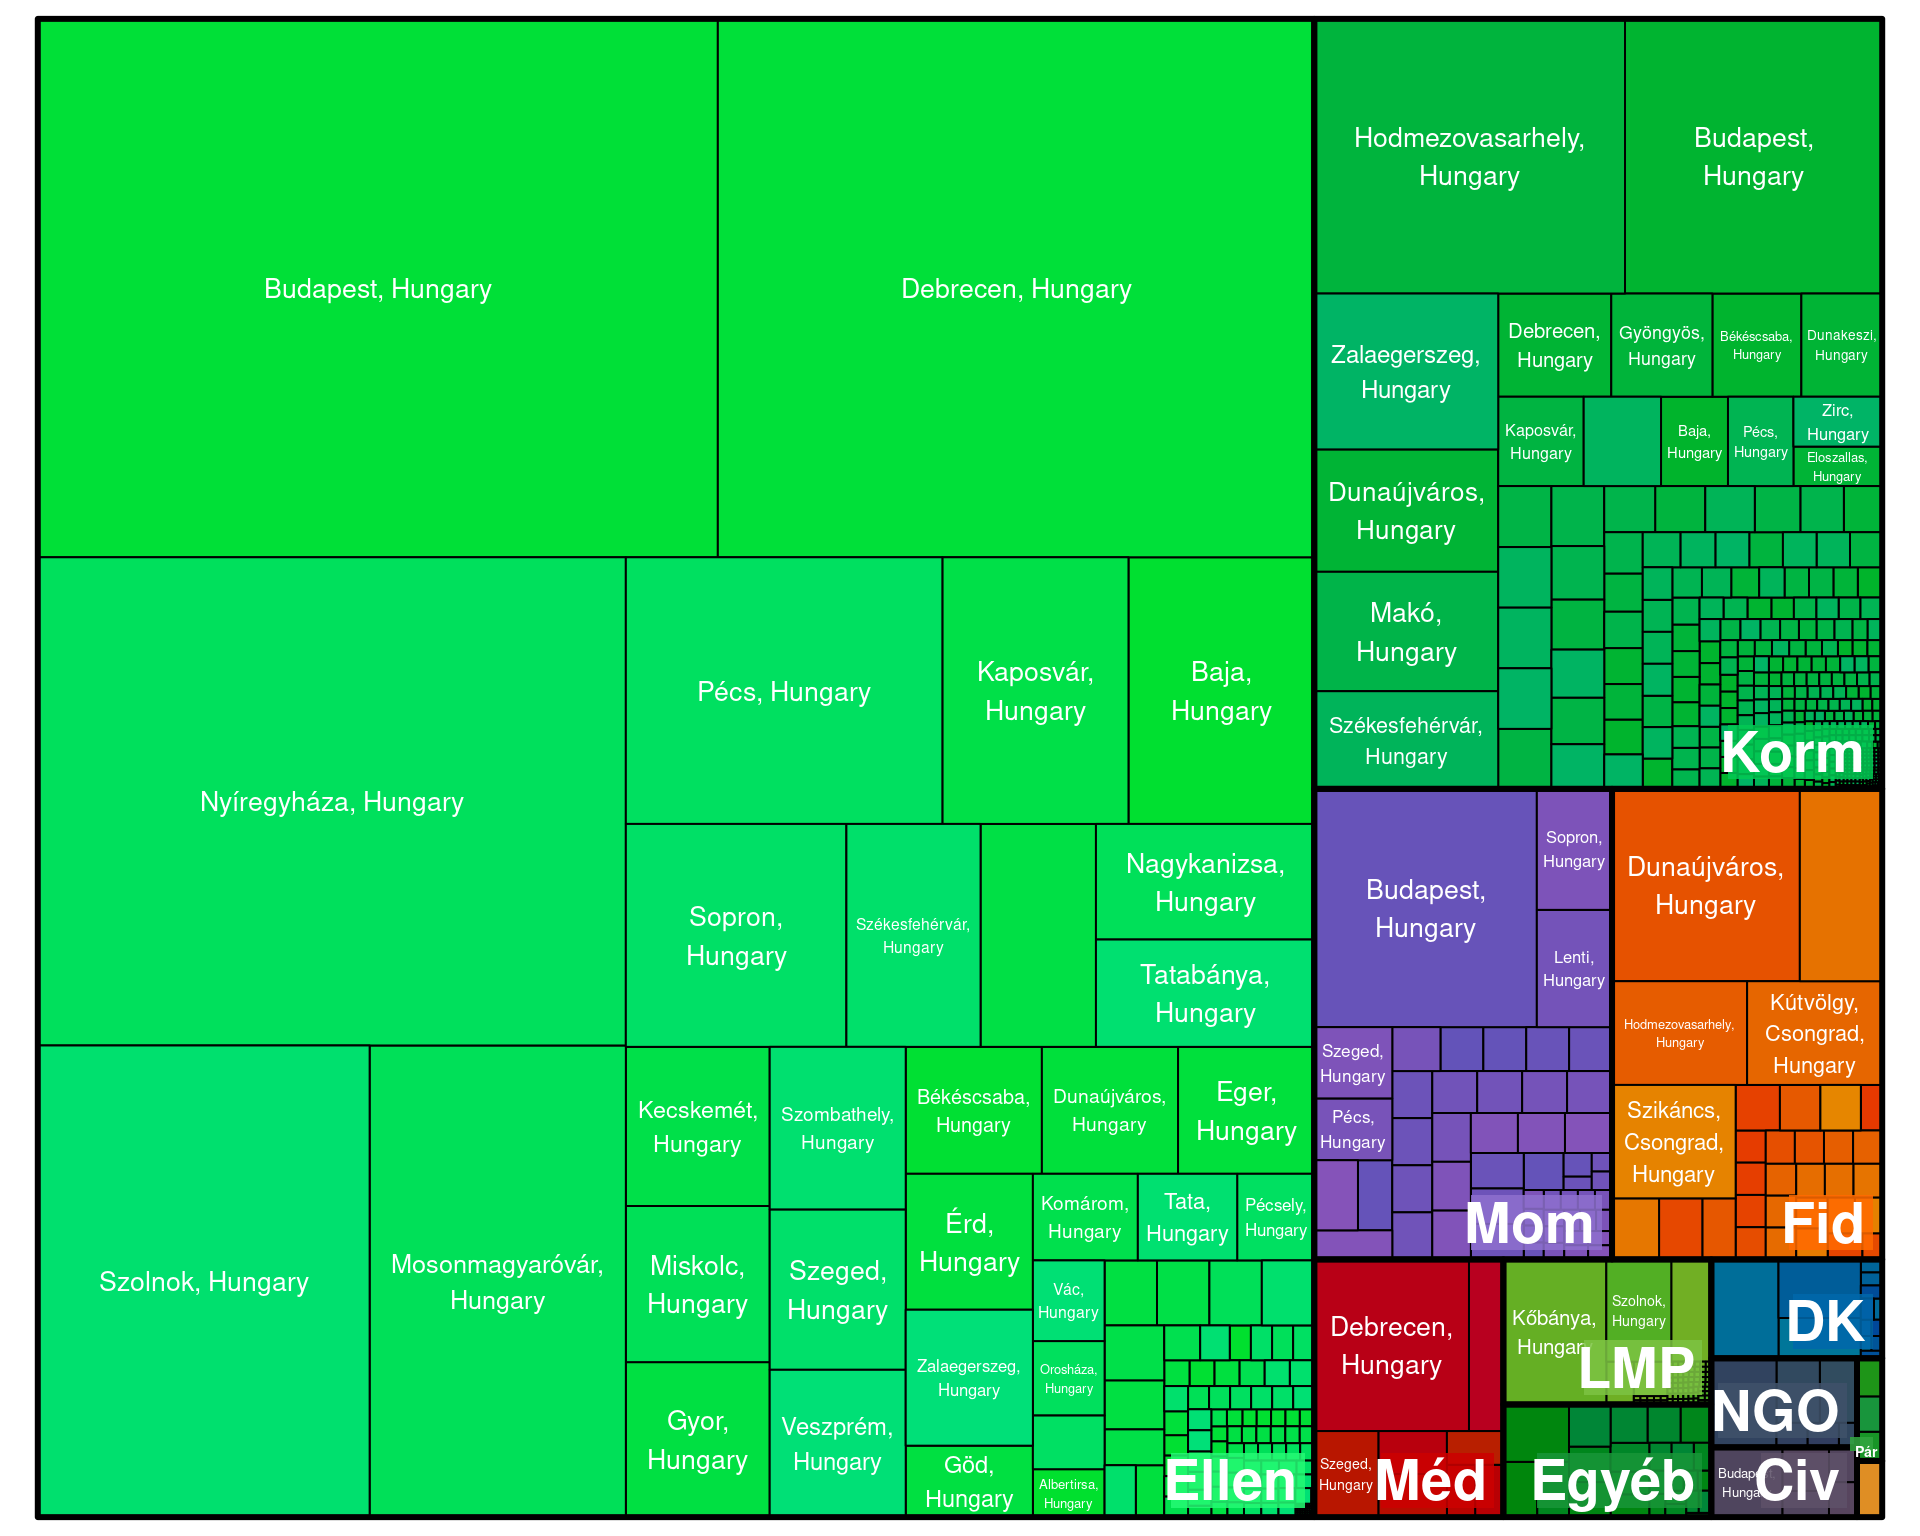 Budapest, Hungary
Debrecen, Hungary
Nyíregyháza, Hungary
Pécs, Hungary
Kaposvár,
Hungary
Baja,
Hungary
Sopron,
Hungary
Székesfehérvár,
Hungary
Nagykanizsa,
Hungary
Tatabánya,
Hungary
Szolnok, Hungary
Mosonmagyaróvár,
Hungary
Kecskemét,
Hungary
Szombathely,
Hungary
Békéscsaba,
Hungary
Dunaújváros,
Hungary
Eger,
Hungary
Miskolc,
Hungary
Szeged,
Hungary
Érd,
Hungary
Komárom,
Hungary
Tata,
Hungary
Pécsely,
Hungary
Vác,
Hungary
Zalaegerszeg,
Hungary
Orosháza,
Hungary
Gyor,
Hungary
Veszprém,
Hungary
Göd,
Hungary
Albertirsa,
Hungary
Ellen
Hodmezovasarhely,
Hungary
Budapest,
Hungary
Zalaegerszeg,
Hungary
Debrecen,
Hungary
Gyöngyös,
Hungary
Békéscsaba,
Hungary
Dunakeszi,
Hungary
Kaposvár,
Hungary
Baja,
Hungary
Pécs,
Hungary
Zirc,
Hungary
Eloszallas,
Hungary
Dunaújváros,
Hungary
Makó,
Hungary
Székesfehérvár,
Hungary
Korm
Budapest,
Hungary
Sopron,
Hungary
Lenti,
Hungary
Szeged,
Hungary
Pécs,
Hungary
Mom
Dunaújváros,
Hungary
Hodmezovasarhely,
Hungary
Kútvölgy,
Csongrad,
Hungary
Szikáncs,
Csongrad,
Hungary
Fid
Debrecen,
Hungary
Szeged,
Hungary
Méd
Kőbánya,
Hungary
Szolnok,
Hungary
LMP
Egyéb
DK
NGO
Pár
Budapest,
Hunga
Civ